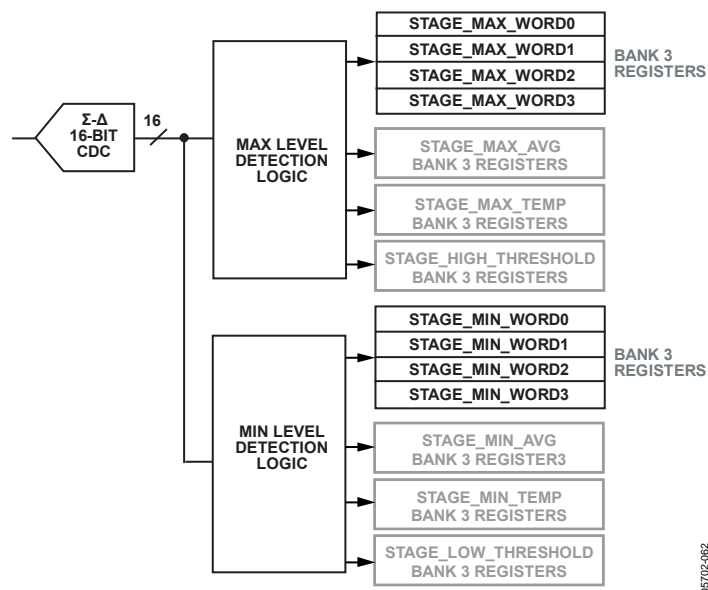 Σ-Δ
16-BIT
CDC
16
MAX LEVEL
DETECTION
LOGIC
STAGE_MAX_WORD0
STAGE_MAX_WORD1
STAGE_MAX_WORD2
STAGE_MAX_WORD3
BANK 3
REGISTERS
STAGE_MAX_AVG
BANK 3 REGISTERS
STAGE_MAX_TEMP
BANK 3 REGISTERS
STAGE_HIGH_THRESHOLD
BANK 3 REGISTERS
MIN LEVEL
DETECTION
LOGIC
STAGE_MIN_WORD0
STAGE_MIN_WORD1
STAGE_MIN_WORD2
STAGE_MIN_WORD3
BANK 3
REGISTERS
STAGE_MIN_AVG
BANK 3 REGISTER3
STAGE_MIN_TEMP
BANK 3 REGISTERS
STAGE_LOW_THRESHOLD
BANK 3 REGISTERS